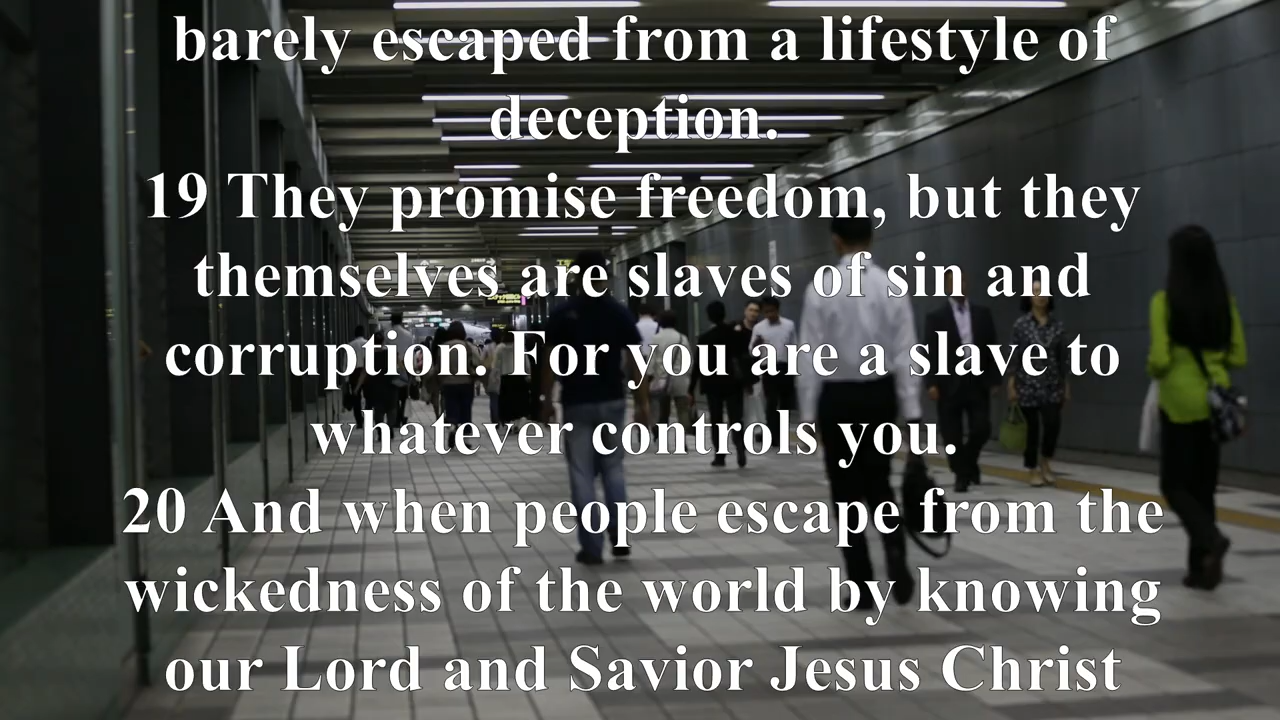 barely escaped from a lifestyle of
deception.
19 They promise freedom, but they
themselves are slaves of sin and
corruption. For you are a slave to
whatever controls you.
20 And when people escape from the
wickedness of the world by knowing
our Lord and Savior Jesus Christ